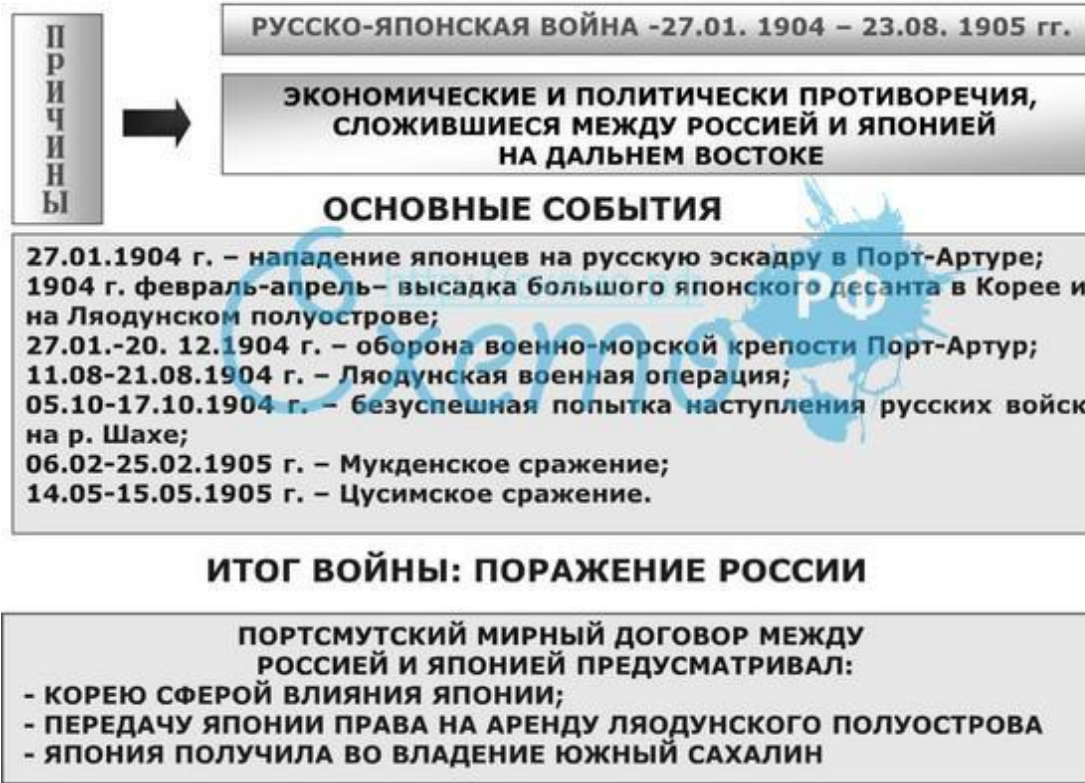 ПРИЧИНЫ
РУССКО-ЯПОНСКАЯ ВОЙНА -27.01. 1904 – 23.08. 1905 гг.
ЭКОНОМИЧЕСКИЕ И ПОЛИТИЧЕСКИ ПРОТИВОРЕЧИЯ,
СЛОЖИВШИЕСЯ МЕЖДУ РОССИЕЙ И ЯПОНИЕЙ
НА ДАЛЬНЕМ ВОСТОКЕ
ОСНОВНЫЕ СОБЫТИЯ
27.01.1904 г. – нападение японцев на русскую эскадру в Порт-Артуре;
1904 г. февраль-апрель– высадка большого японского десанта в Корее и
на Ляодунском полуострове;
27.01.-20. 12.1904 г. – оборона военно-морской крепости Порт-Артур;
11.08-21.08.1904 г. – Ляодунская военная операция;
05.10-17.10.1904 г. – безуспешная попытка наступления русских войск
на р. Шахе;
06.02-25.02.1905 г. – Мукденское сражение;
14.05-15.05.1905 г. – Цусимское сражение.
Схемо
РФ
ИТОГ ВОЙНЫ: ПОРАЖЕНИЕ РОССИИ
ПОРТСМУТСКИЙ МИРНЫЙ ДОГОВОР МЕЖДУ
РОССИЕЙ И ЯПОНИЕЙ ПРЕДУСМАТРИВАЛ:
- КОРЕЮ СФЕРОЙ ВЛИЯНИЯ ЯПОНИИ;
- ПЕРЕДАЧУ ЯПОНИИ ПРАВА НА АРЕНДУ ЛЯОДУНСКОГО ПОЛУОСТРОВА
- ЯПОНИЯ ПОЛУЧИЛА ВО ВЛАДЕНИЕ ЮЖНЫЙ САХАЛИН